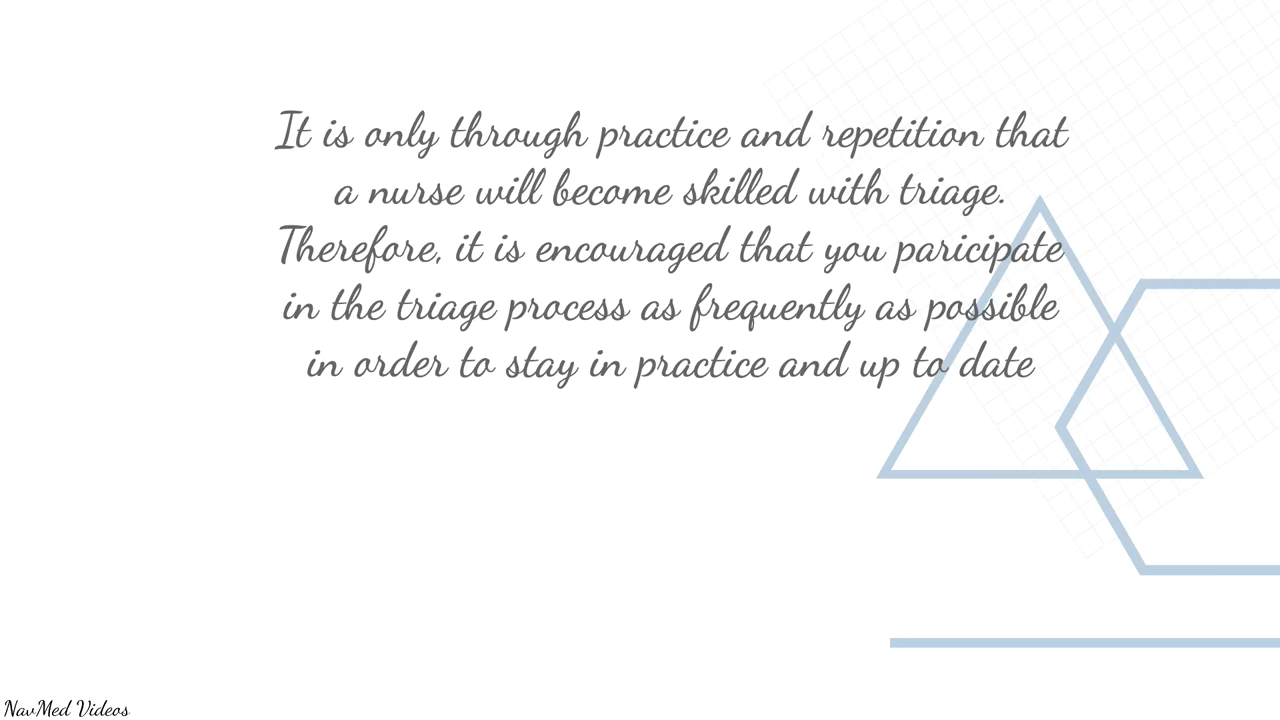 It is only through practice and repetition that
a nurse will become skilled with triage.
Therefore, it is encouraged that you paricipate
in the triage process as frequently as possible
in order to stay in practice and up to date
NavMed Videos